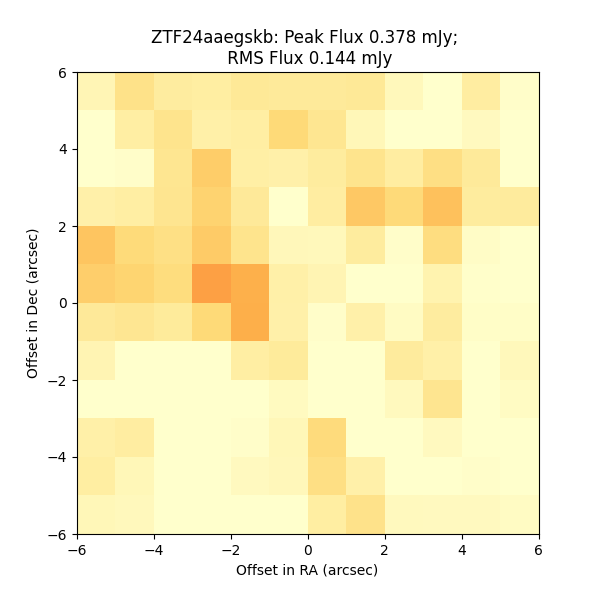 ZTF24aaegskb: Peak Flux 0.378 mJy;
RMS Flux 0.144 mJy
6
4
2
0
−2
−4
−6
Offset in Dec (arcsec)
−6 −4 −2 0 2 4 6
Offset in RA (arcsec)